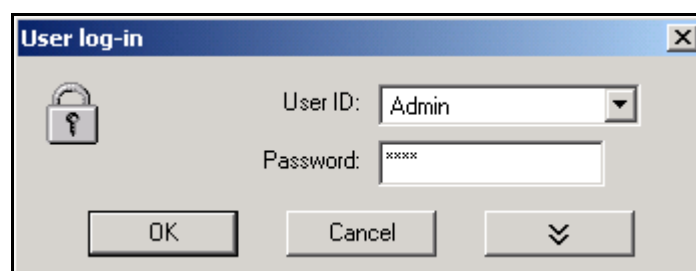 User log-in
User ID: Admin
Password: ****
OK Cancel